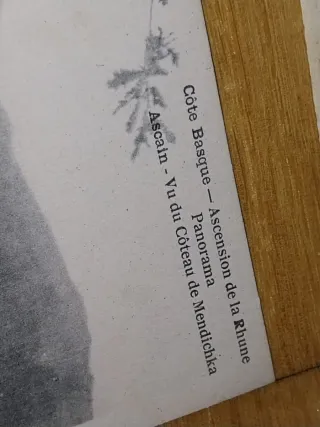 Côte Basque — Ascension de la Rhune
Panorama
Ascain - Vu du Côteau de Mendichka